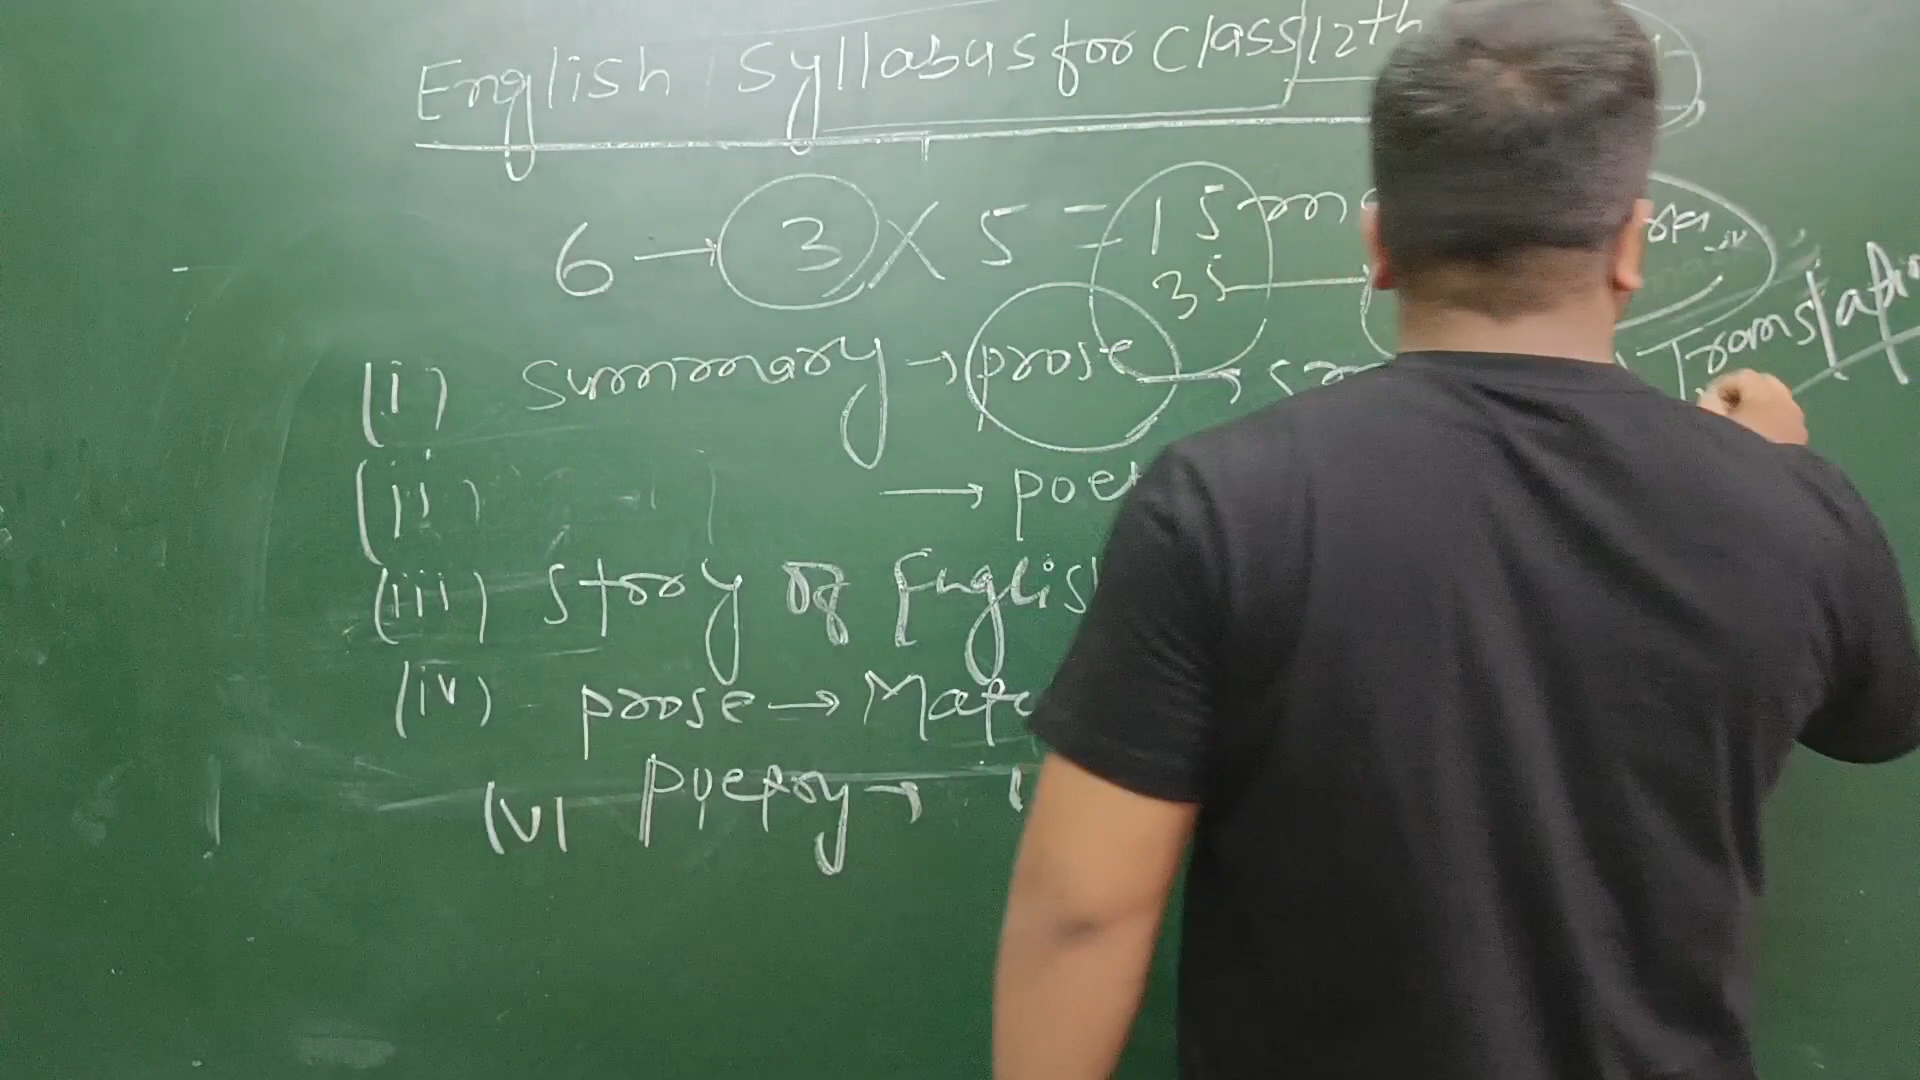 English Syllabus for Class 12th
6 → 3 × 5 = 15
35
(i) Summary → prose →
Translation
(ii) → poe
(iii) Story of English
(iv) prose → Mat
(v) Poetry →